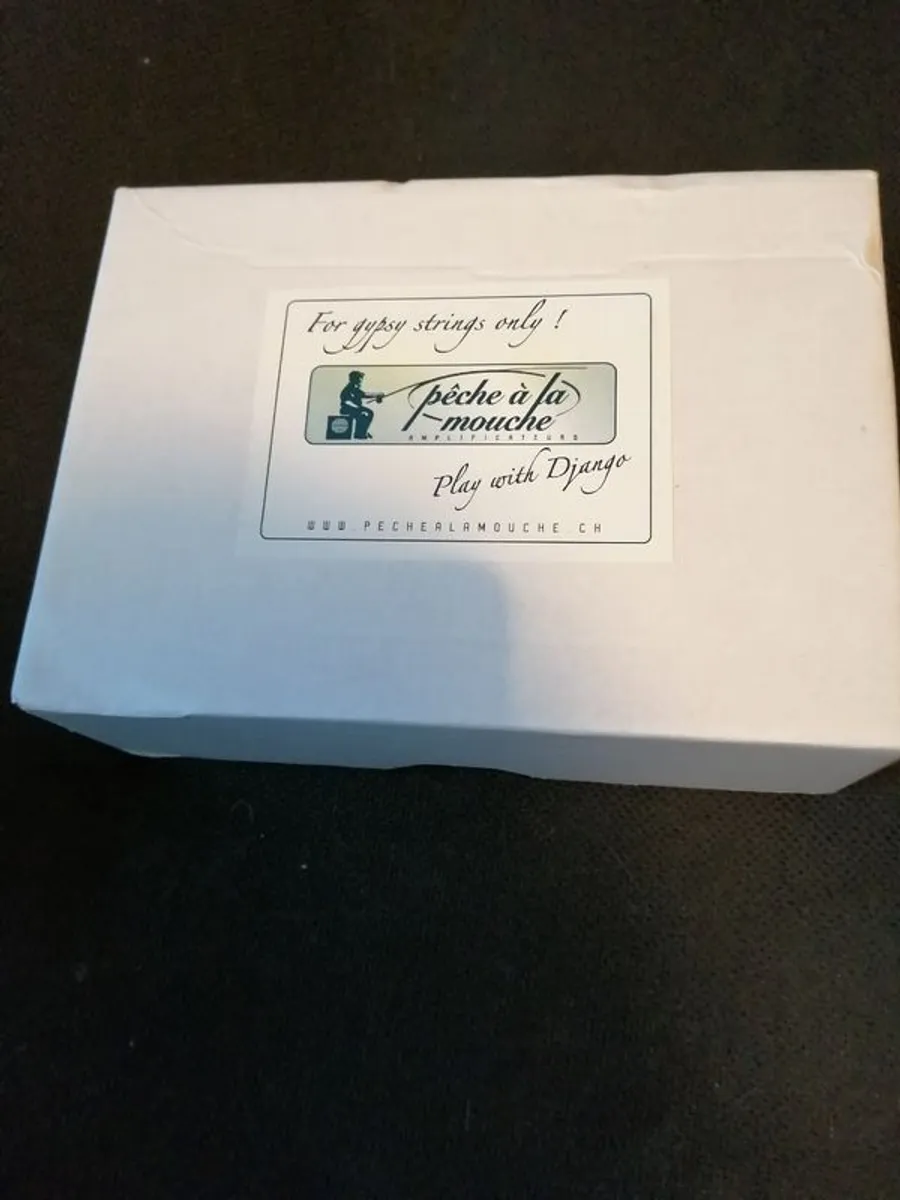 For gypsy strings only !
pêche à la
mouche
AMPLIFICATEURS
Play with Django
WWW.PECHEALAMOUCHE.CH